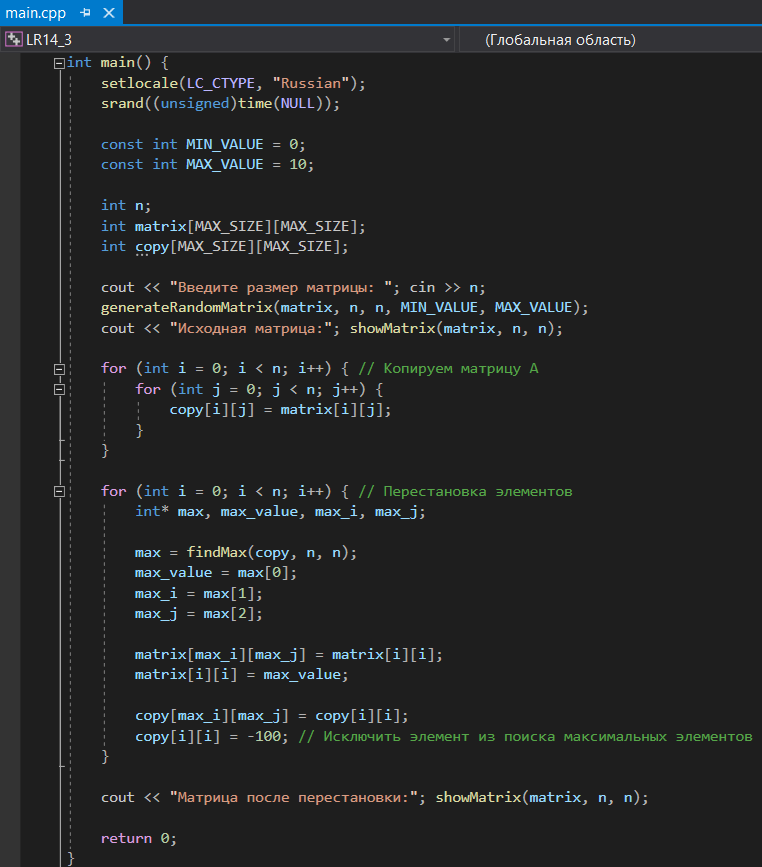 main.cpp
LR14_3 (Глобальная область)
int main() {
setlocale(LC_CTYPE, "Russian");
srand((unsigned)time(NULL));
const int MIN_VALUE = 0;
const int MAX_VALUE = 10;
int n;
int matrix[MAX_SIZE][MAX_SIZE];
int copy[MAX_SIZE][MAX_SIZE];
cout << "Введите размер матрицы: "; cin >> n;
generateRandomMatrix(matrix, n, n, MIN_VALUE, MAX_VALUE);
cout << "Исходная матрица:"; showMatrix(matrix, n, n);
for (int i = 0; i < n; i++) { // Копируем матрицу А
for (int j = 0; j < n; j++) {
copy[i][j] = matrix[i][j];
}
}
for (int i = 0; i < n; i++) { // Перестановка элементов
int* max, max_value, max_i, max_j;
max = findMax(copy, n, n);
max_value = max[0];
max_i = max[1];
max_j = max[2];
matrix[max_i][max_j] = matrix[i][i];
matrix[i][i] = max_value;
copy[max_i][max_j] = copy[i][i];
copy[i][i] = -100; // Исключить элемент из поиска максимальных элементов
}
cout << "Матрица после перестановки:"; showMatrix(matrix, n, n);
return 0;
}